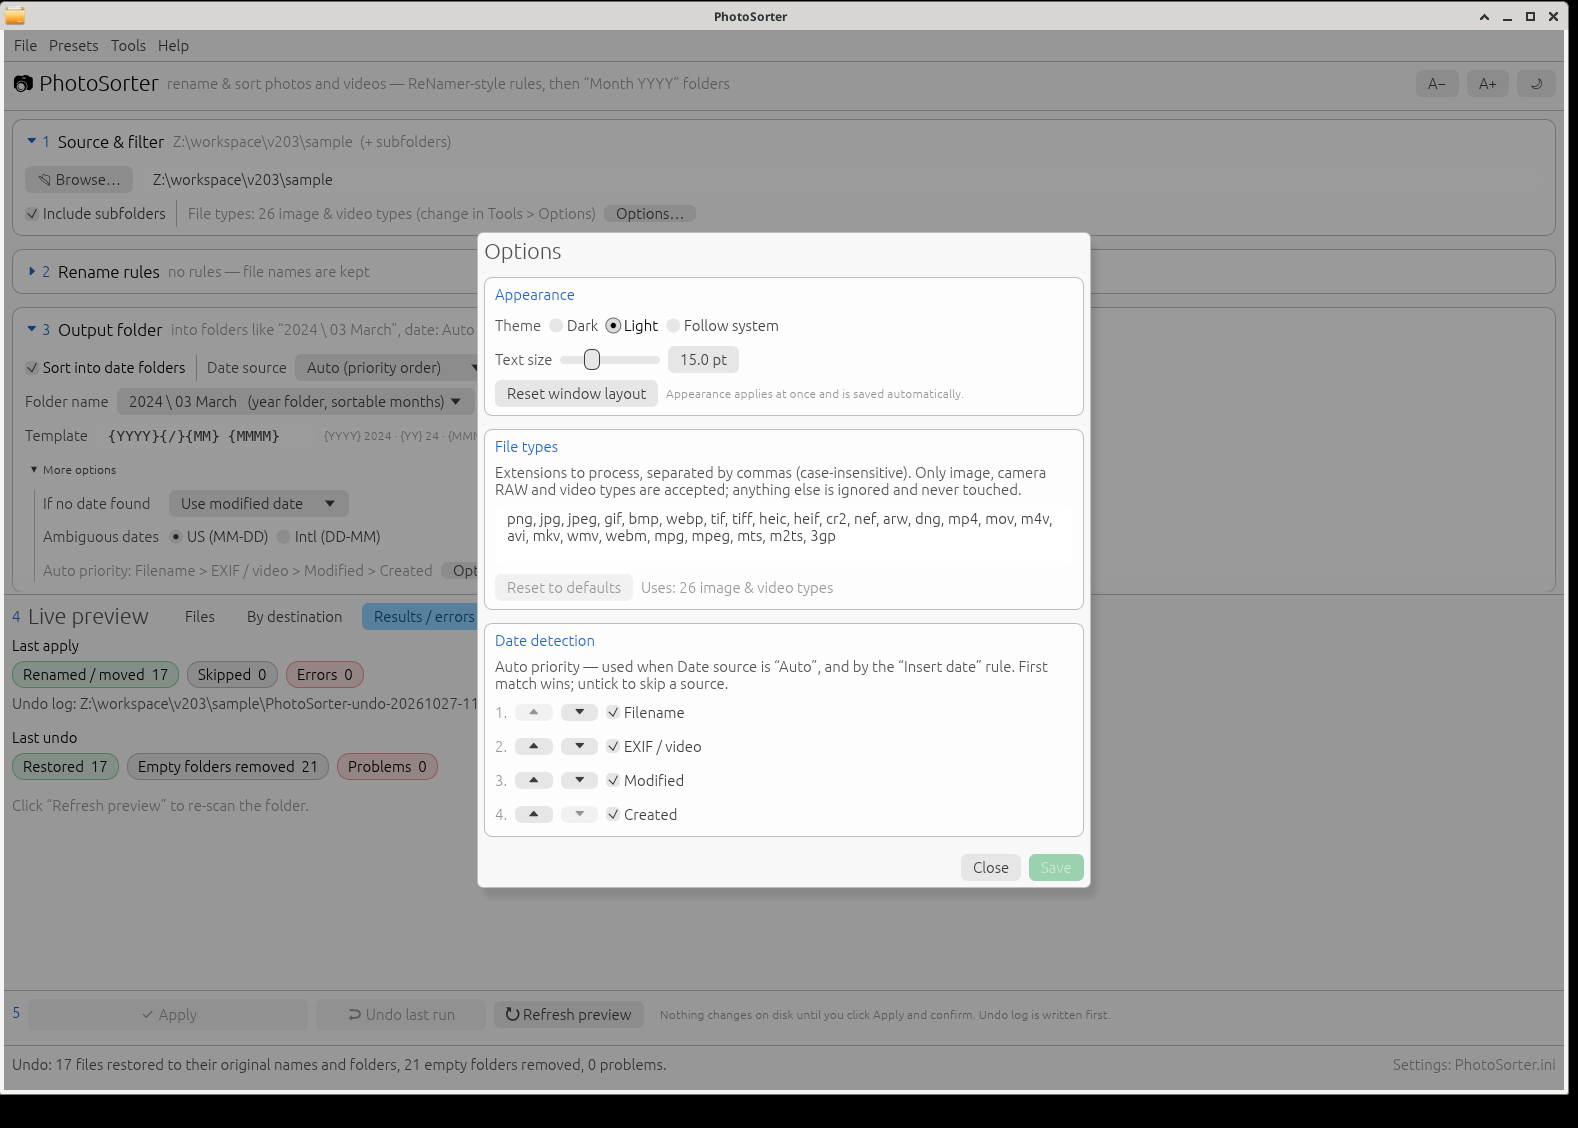 PhotoSorter
File Presets Tools Help
PhotoSorter rename & sort photos and videos — ReNamer-style rules, then “Month YYYY” folders A− A+
1 Source & filter Z:\workspace\v203\sample (+ subfolders)
Browse… Z:\workspace\v203\sample
Include subfolders File types: 26 image & video types (change in Tools > Options) Options…
2 Rename rules no rules — file names are kept
3 Output folder into folders like “2024 \ 03 March”, date: Auto
Sort into date folders Date source Auto (priority order)
Folder name 2024 \ 03 March (year folder, sortable months)
Template {YYYY}{/}{MM} {MMMM} {YYYY} 2024 · {YY} 24 · {MMM
More options
If no date found Use modified date
Ambiguous dates US (MM-DD) Intl (DD-MM)
Auto priority: Filename > EXIF / video > Modified > Created Opt
4 Live preview Files By destination Results / errors
Last apply
Renamed / moved 17 Skipped 0 Errors 0
Undo log: Z:\workspace\v203\sample\PhotoSorter-undo-20261027-11
Last undo
Restored 17 Empty folders removed 21 Problems 0
Click “Refresh preview” to re-scan the folder.
Options
Appearance
Theme Dark Light Follow system
Text size 15.0 pt
Reset window layout Appearance applies at once and is saved automatically.
File types
Extensions to process, separated by commas (case-insensitive). Only image, camera
RAW and video types are accepted; anything else is ignored and never touched.
png, jpg, jpeg, gif, bmp, webp, tif, tiff, heic, heif, cr2, nef, arw, dng, mp4, mov, m4v,
avi, mkv, wmv, webm, mpg, mpeg, mts, m2ts, 3gp
Reset to defaults Uses: 26 image & video types
Date detection
Auto priority — used when Date source is “Auto”, and by the “Insert date” rule. First
match wins; untick to skip a source.
1. Filename
2. EXIF / video
3. Modified
4. Created
Close Save
5 Apply Undo last run Refresh preview Nothing changes on disk until you click Apply and confirm. Undo log is written first.
Undo: 17 files restored to their original names and folders, 21 empty folders removed, 0 problems. Settings: PhotoSorter.ini